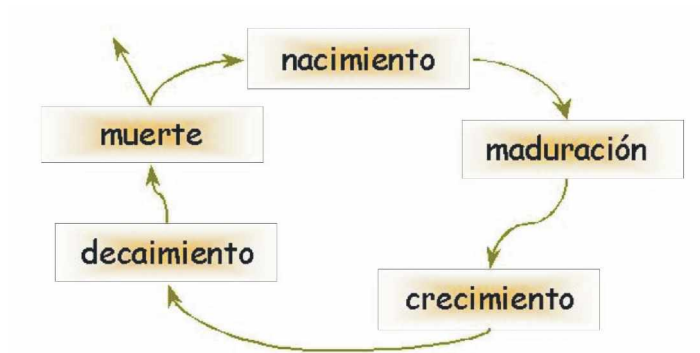 nacimiento
maduración
crecimiento
decaimiento
muerte